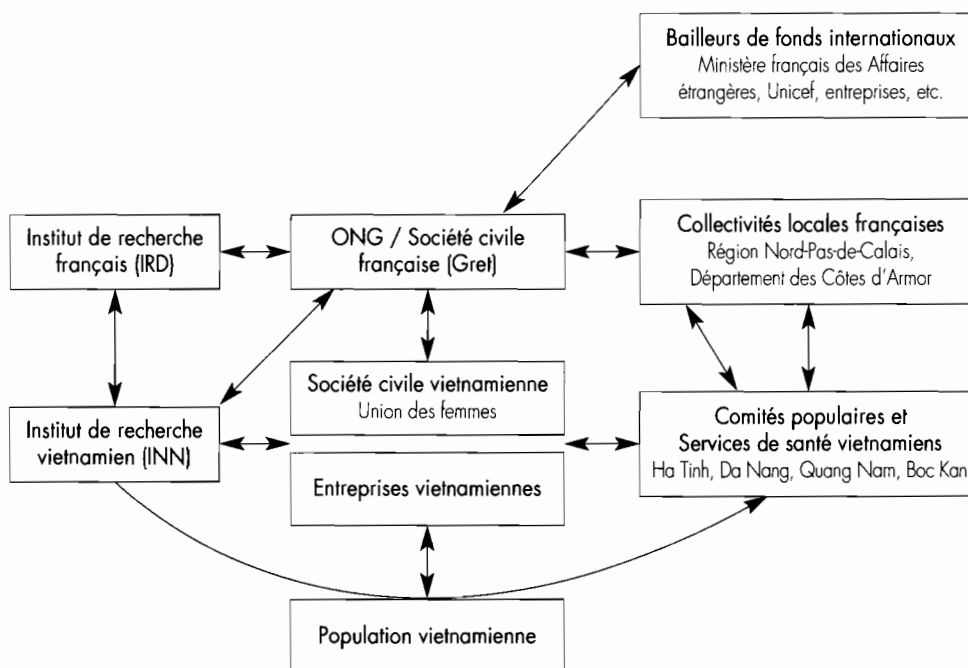 Bailleurs de fonds internationaux
Ministère français des Affaires
étrangères, Unicef, entreprises, etc.
Institut de recherche
français (IRD)
ONG / Société civile
française (Gret)
Collectivités locales françaises
Région Nord-Pas-de-Calais,
Département des Côtes d'Armor
Société civile vietnamienne
Union des femmes
Institut de recherche
vietnamien (INN)
Comités populaires et
Services de santé vietnamiens
Ha Tinh, Da Nang, Quang Nam, Boc Kan
Entreprises vietnamiennes
Population vietnamienne